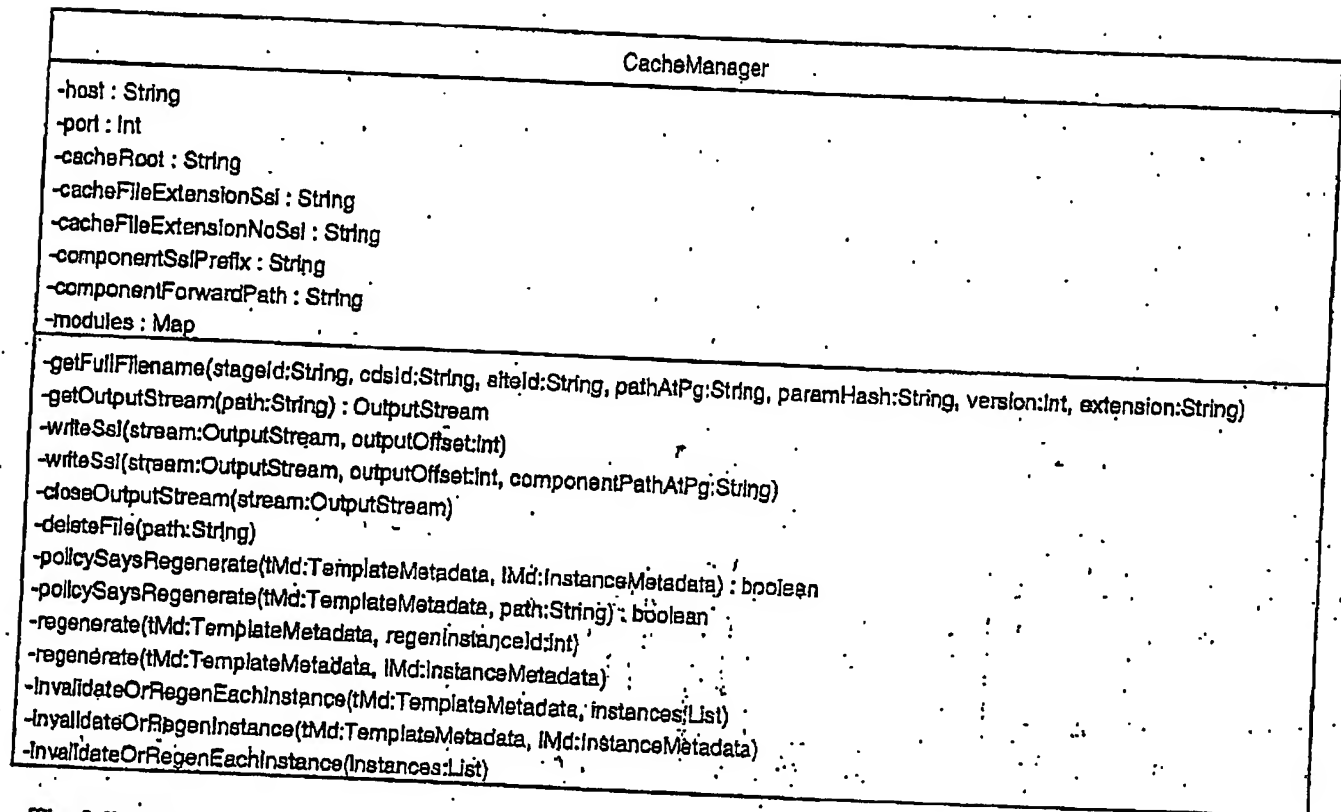 CacheManager
-host : String
-port : Int
-cacheRoot : String
-cacheFileExtensionSsi : String
-cacheFileExtensionNoSsi : String
-componentSsiPrefix : String
-componentForwardPath : String
-modules : Map
-getFullFilename(stageId:String, cdsId:String, siteId:String, pathAtPg:String, paramHash:String, version:Int, extension:String)
-getOutputStream(path:String) : OutputStream
-writeSsi(stream:OutputStream, outputOffset:Int)
-writeSsi(stream:OutputStream, outputOffset:Int, componentPathAtPg:String)
-closeOutputStream(stream:OutputStream)
-deleteFile(path:String)
-policySaysRegenerate(tMd:TemplateMetadata, iMd:InstanceMetadata) : boolean
-policySaysRegenerate(tMd:TemplateMetadata, path:String) : boolean
-regenerate(tMd:TemplateMetadata, regenInstanceId:Int)
-regenerate(tMd:TemplateMetadata, iMd:InstanceMetadata)
-InvalidateOrRegenEachInstance(tMd:TemplateMetadata, instances:List)
-InvalidateOrRegenInstance(tMd:TemplateMetadata, iMd:InstanceMetadata)
-InvalidateOrRegenEachInstance(instances:List)